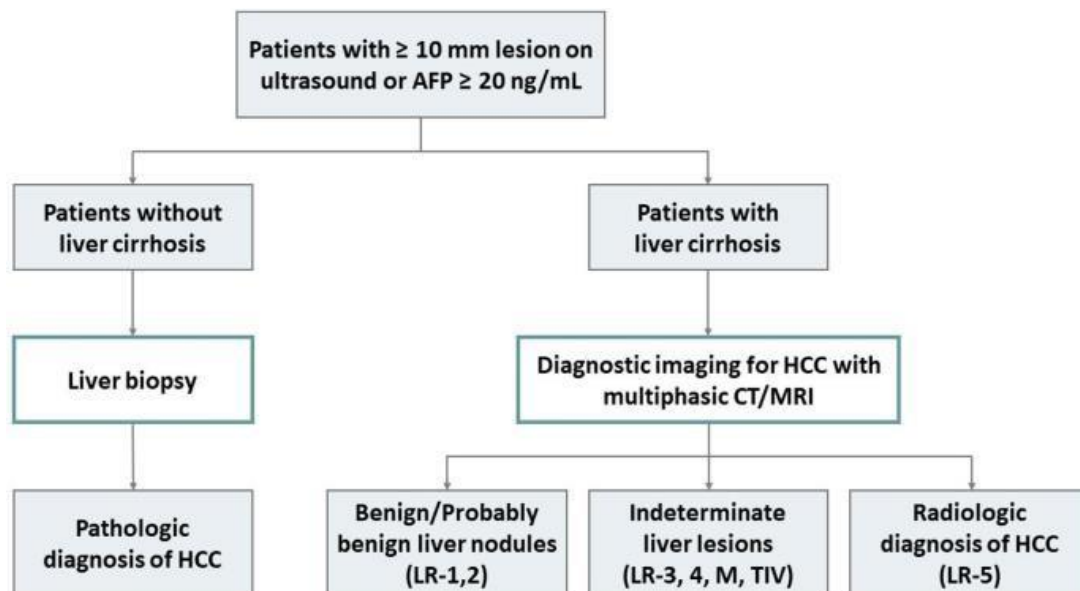 Patients with ≥ 10 mm lesion on
ultrasound or AFP ≥ 20 ng/mL
Patients without
liver cirrhosis
Patients with
liver cirrhosis
Liver biopsy
Diagnostic imaging for HCC with
multiphasic CT/MRI
Pathologic
diagnosis of HCC
Benign/Probably
benign liver nodules
(LR-1,2)
Indeterminate
liver lesions
(LR-3, 4, M, TIV)
Radiologic
diagnosis of HCC
(LR-5)